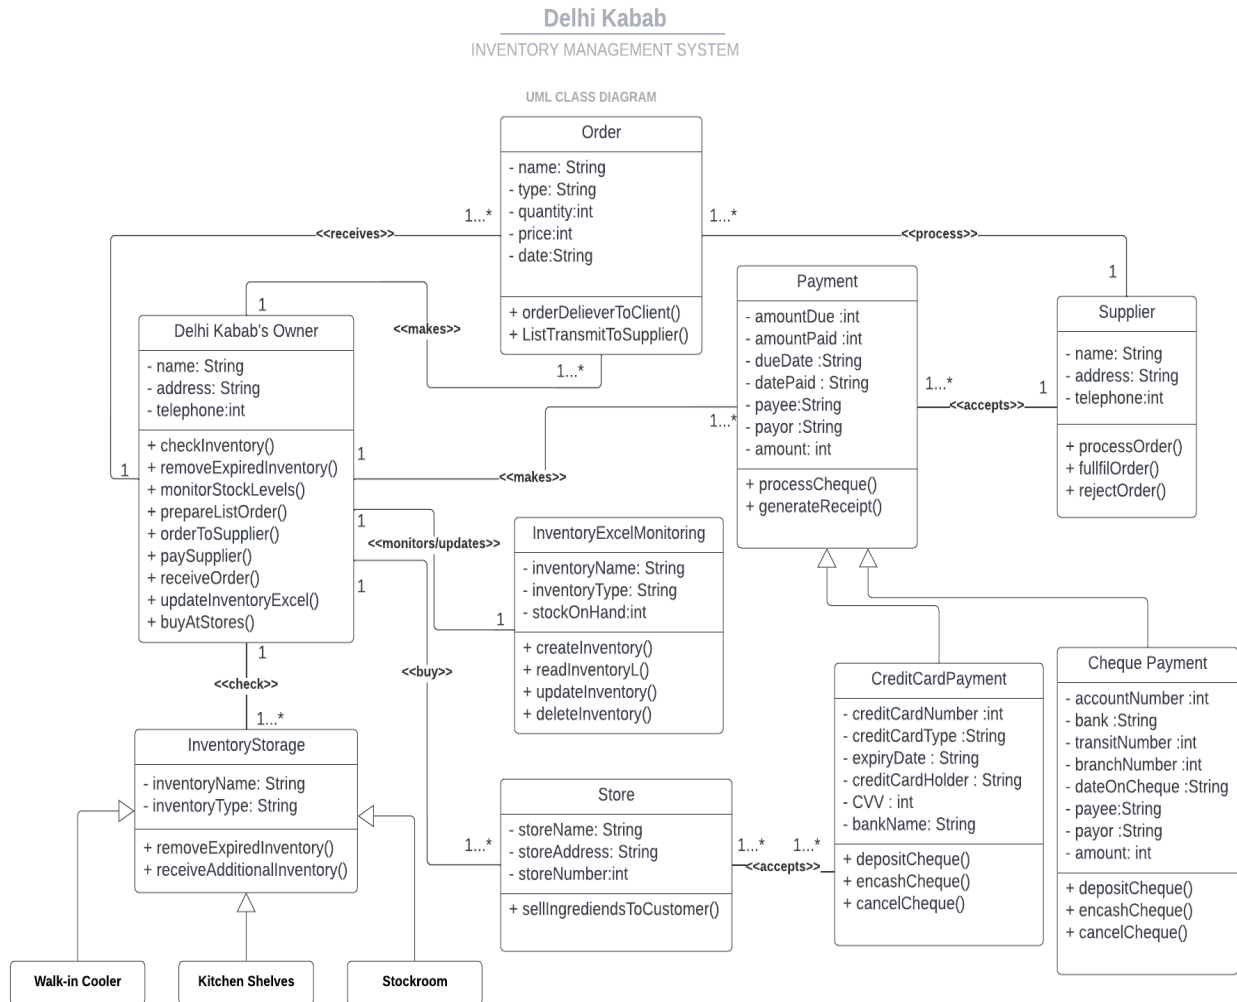 Delhi Kabab
INVENTORY MANAGEMENT SYSTEM
UML CLASS DIAGRAM
Order
- name: String
- type: String
- quantity:int
- price:int
- date:String
+ orderDelieverToClient()
+ ListTransmitToSupplier()
1...*
1...*
<<receives>>
<<process>>
1
1
<<makes>>
1...*
Delhi Kabab's Owner
- name: String
- address: String
- telephone:int
+ checkInventory()
+ removeExpiredInventory()
+ monitorStockLevels()
+ prepareListOrder()
+ orderToSupplier()
+ paySupplier()
+ receiveOrder()
+ updateInventoryExcel()
+ buyAtStores()
1
1
1
1
1
Payment
- amountDue :int
- amountPaid :int
- dueDate :String
- datePaid : String
- payee:String
- payor :String
- amount: int
+ processCheque()
+ generateReceipt()
1...*
<<makes>>
1...*
1
<<accepts>>
Supplier
- name: String
- address: String
- telephone:int
+ processOrder()
+ fullfilOrder()
+ rejectOrder()
<<monitors/updates>>
1
InventoryExcelMonitoring
- inventoryName: String
- inventoryType: String
- stockOnHand:int
+ createInventory()
+ readInventoryL()
+ updateInventory()
+ deleteInventory()
<<buy>>
<<check>>
1...*
InventoryStorage
- inventoryName: String
- inventoryType: String
+ removeExpiredInventory()
+ receiveAdditionalInventory()
1...*
Store
- storeName: String
- storeAddress: String
- storeNumber:int
+ sellIngrediendsToCustomer()
1...*
1...*
<<accepts>>
CreditCardPayment
- creditCardNumber :int
- creditCardType :String
- expiryDate : String
- creditCardHolder : String
- CVV : int
- bankName: String
+ depositCheque()
+ encashCheque()
+ cancelCheque()
Cheque Payment
- accountNumber :int
- bank :String
- transitNumber :int
- branchNumber :int
- dateOnCheque :String
- payee:String
- payor :String
- amount: int
+ depositCheque()
+ encashCheque()
+ cancelCheque()
Walk-in Cooler
Kitchen Shelves
Stockroom